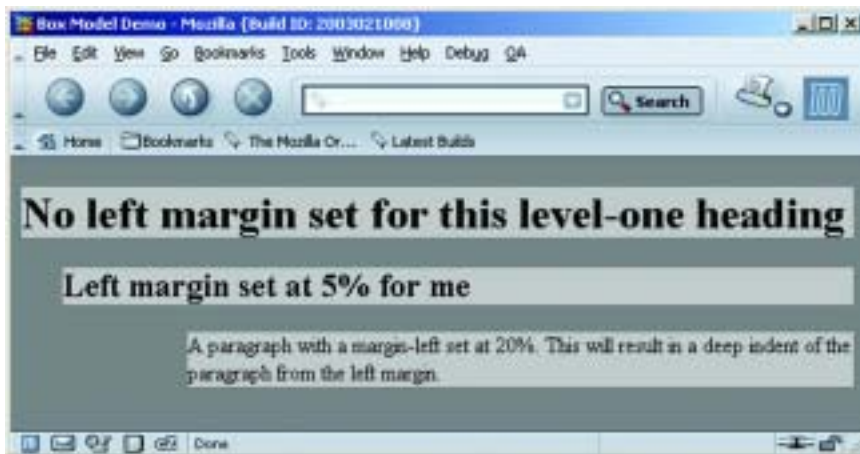 Box Model Demo - Mozilla {Build ID: 2003021008}
File Edit View Go Bookmarks Tools Window Help Debug QA
Search
Home Bookmarks The Mozilla Or... Latest Builds
No left margin set for this level-one heading
Left margin set at 5% for me
A paragraph with a margin-left set at 20%. This will result in a deep indent of the
paragraph from the left margin.
Done